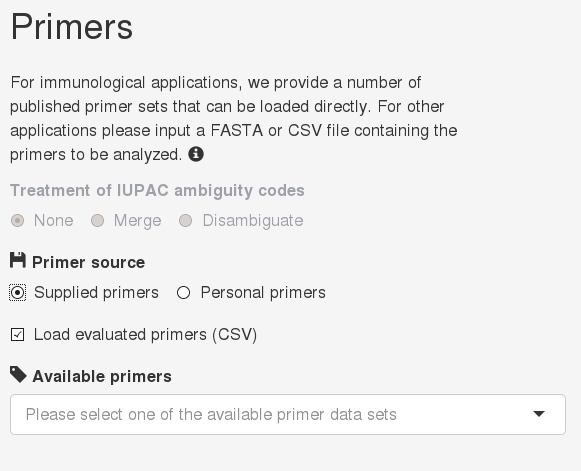 Primers
For immunological applications, we provide a number of
published primer sets that can be loaded directly. For other
applications please input a FASTA or CSV file containing the
primers to be analyzed.
Treatment of IUPAC ambiguity codes
None Merge Disambiguate
Primer source
Supplied primers Personal primers
Load evaluated primers (CSV)
Available primers
Please select one of the available primer data sets